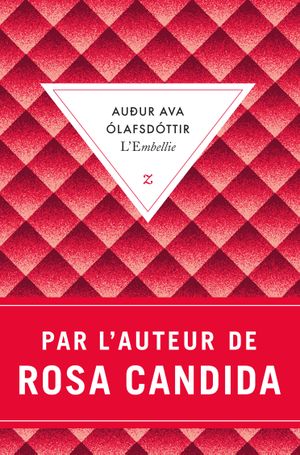 AUÐUR AVA
ÓLAFSDÓTTIR
L'Embellie
z
PAR L'AUTEUR DE
ROSA CANDIDA